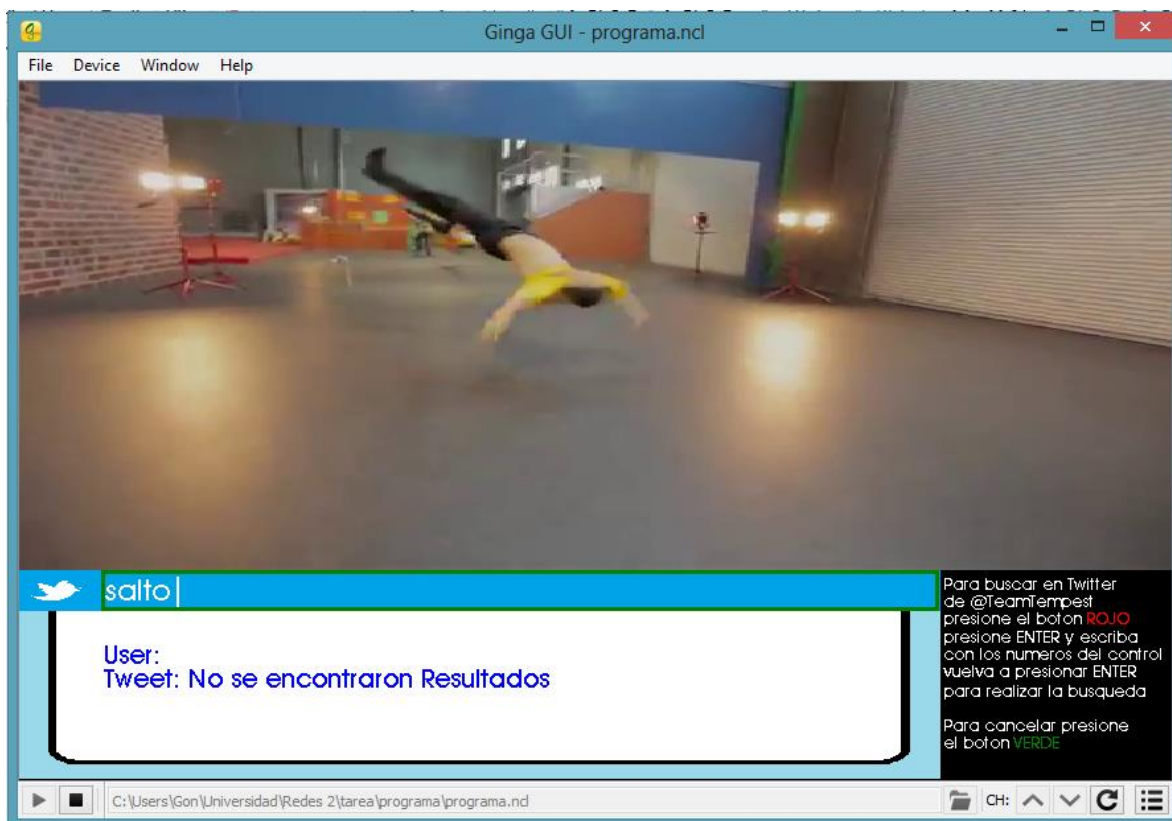 Ginga GUI - programa.ncl
File Device Window Help
salto
User:
Tweet: No se encontraron Resultados
Para buscar en Twitter
de @TeamTempest
presione el boton ROJO
presione ENTER y escriba
con los numeros del control
vuelva a presionar ENTER
para realizar la busqueda
Para cancelar presione
el boton VERDE
C:\Users\Gon\Universidad\Redes 2\tarea\programa\programa.ncl
CH: